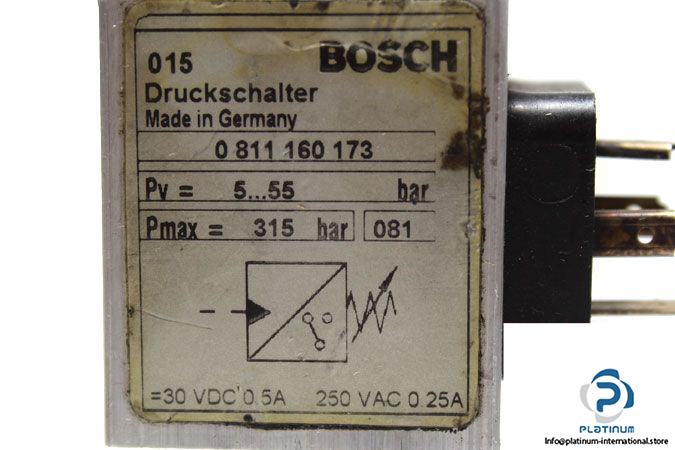 015 BOSCH
Druckschalter
Made in Germany
0 811 160 173
Pv = 5...55 bar
Pmax = 315 bar 081
=30 VDC 0.5A 250 VAC 0.25A
PLATINUM
info@platinum-international.store